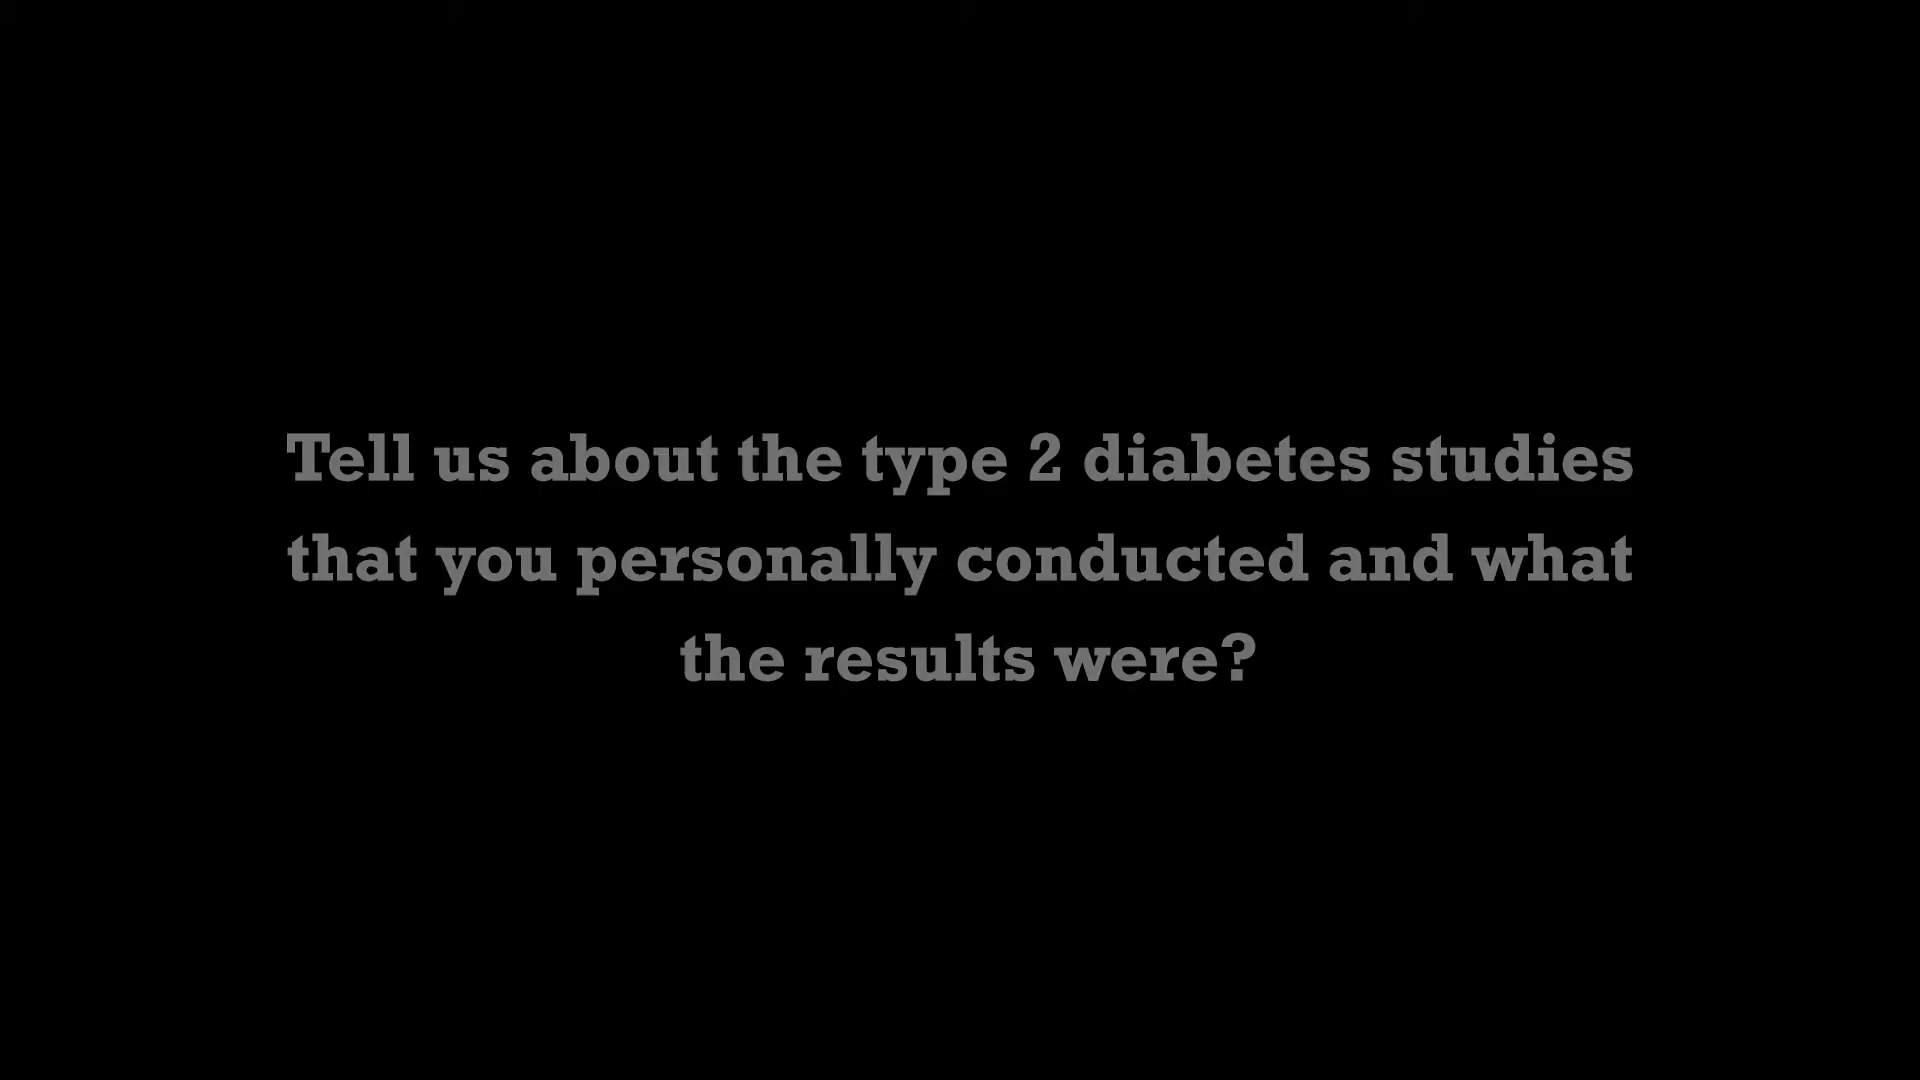 Tell us about the type 2 diabetes studies
that you personally conducted and what
the results were?